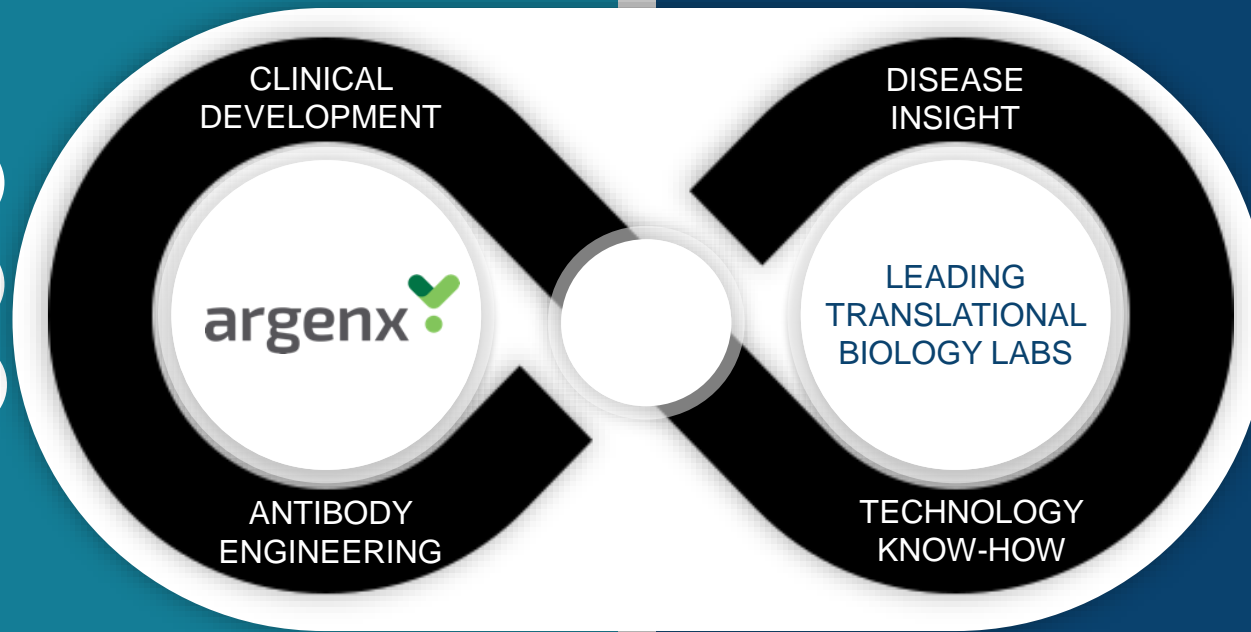 CLINICAL
DEVELOPMENT
argenx
ANTIBODY
ENGINEERING
DISEASE
INSIGHT
LEADING
TRANSLATIONAL
BIOLOGY LABS
TECHNOLOGY
KNOW-HOW